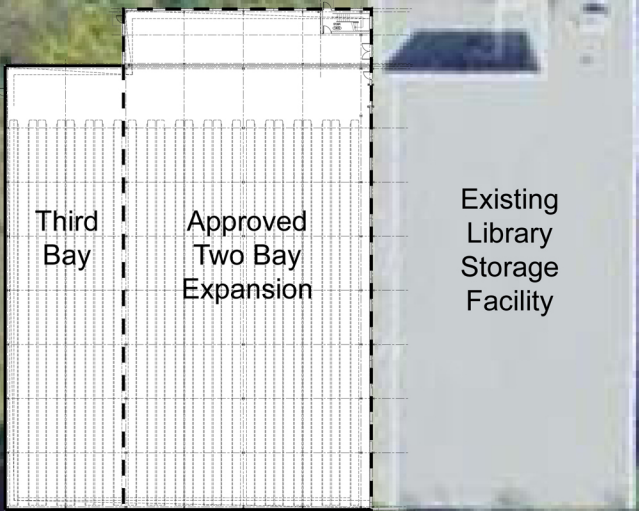 Third
Bay
Approved
Two Bay
Expansion
Existing
Library
Storage
Facility